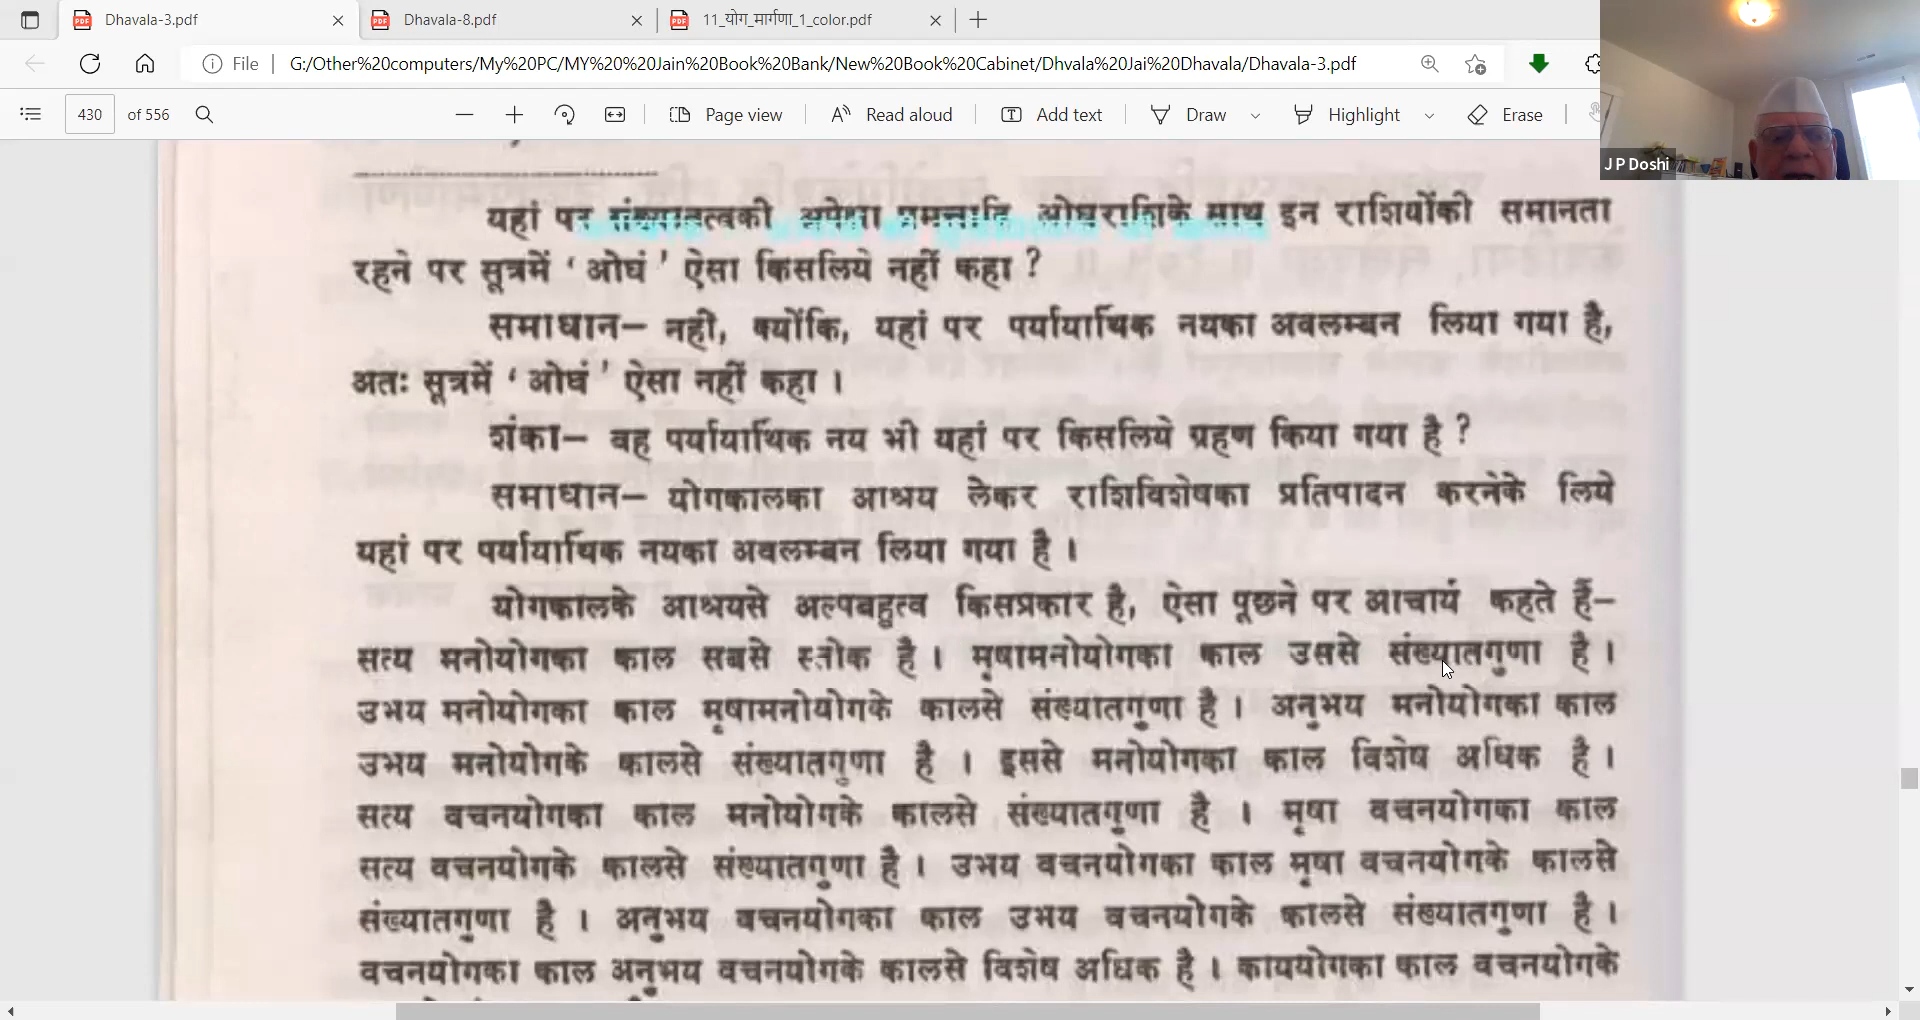 Dhavala-3.pdf
Dhavala-8.pdf
11_योग_मार्गणा_1_color.pdf
File
G:/Other%20computers/My%20PC/MY%20%20Jain%20Book%20Bank/New%20Book%20Cabinet/Dhvala%20Jai%20Dhavala/Dhavala-3.pdf
430 of 556 Page view Read aloud Add text Draw Highlight Erase
J P Doshi
यहां पर संख्यातत्वकी अपेक्षा प्रमत्तादि ओघराशिके साथ इन राशियोंकी समानता
रहने पर सूत्रमें ‘ ओघं ’ ऐसा किसलिये नहीं कहा ?
समाधान— नहीं, क्योंकि, यहां पर पर्यायार्थिक नयका अवलम्बन लिया गया है,
अतः सूत्रमें ‘ ओघं ’ ऐसा नहीं कहा ।
शंका— वह पर्यायार्थिक नय भी यहां पर किसलिये ग्रहण किया गया है ?
समाधान— योगकालका आश्रय लेकर राशिविशेषका प्रतिपादन करनेके लिये
यहां पर पर्यायार्थिक नयका अवलम्बन लिया गया है ।
योगकालके आश्रयसे अल्पबहुत्व किसप्रकार है, ऐसा पूछने पर आचार्य कहते हैं—
सत्य मनोयोगका काल सबसे स्तोक है । मृषामनोयोगका काल उससे संख्यातगुणा है ।
उभय मनोयोगका काल मृषामनोयोगके कालसे संख्यातगुणा है । अनुभय मनोयोगका काल
उभय मनोयोगके कालसे संख्यातगुणा है । इससे मनोयोगका काल विशेष अधिक है ।
सत्य वचनयोगका काल मनोयोगके कालसे संख्यातगुणा है । मृषा वचनयोगका काल
सत्य वचनयोगके कालसे संख्यातगुणा है । उभय वचनयोगका काल मृषा वचनयोगके कालसे
संख्यातगुणा है । अनुभय वचनयोगका काल उभय वचनयोगके कालसे संख्यातगुणा है ।
वचनयोगका काल अनुभय वचनयोगके कालसे विशेष अधिक है । काययोगका काल वचनयोगके